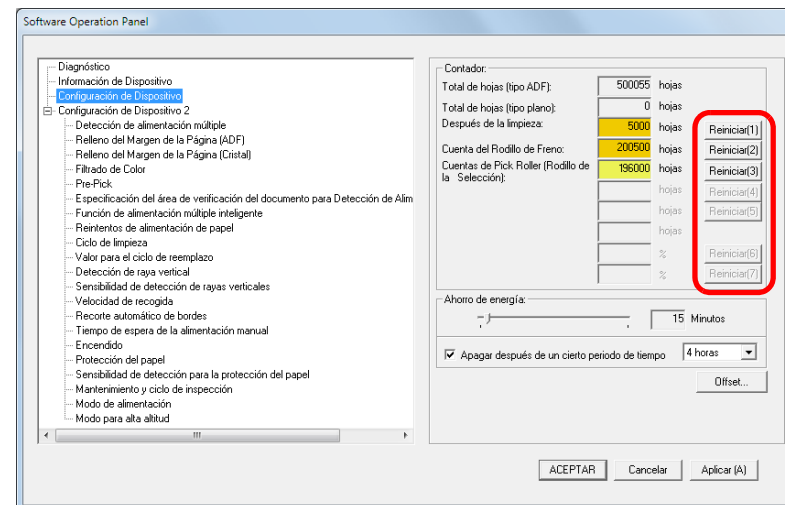 Software Operation Panel
Diagnóstico
Información de Dispositivo
Configuración de Dispositivo
Configuración de Dispositivo 2
Detección de alimentación múltiple
Relleno del Margen de la Página (ADF)
Relleno del Margen de la Página (Cristal)
Filtrado de Color
Pre-Pick
Especificación del área de verificación del documento para Detección de Alim
Función de alimentación múltiple inteligente
Reintentos de alimentación de papel
Ciclo de limpieza
Valor para el ciclo de reemplazo
Detección de raya vertical
Sensibilidad de detección de rayas verticales
Velocidad de recogida
Recorte automático de bordes
Tiempo de espera de la alimentación manual
Encendido
Protección del papel
Sensibilidad de detección para la protección del papel
Mantenimiento y ciclo de inspección
Modo de alimentación
Modo para alta altitud
Contador:
Total de hojas (tipo ADF): 500055 hojas
Total de hojas (tipo plano): 0 hojas
Después de la limpieza: 5000 hojas Reiniciar(1)
Cuenta del Rodillo de Freno: 200500 hojas Reiniciar(2)
Cuentas de Pick Roller (Rodillo de 196000 hojas Reiniciar(3)
la Selección):
hojas Reiniciar(4)
hojas Reiniciar(5)
hojas
% Reiniciar(6)
% Reiniciar(7)
Ahorro de energía:
15 Minutos
Apagar después de un cierto periodo de tiempo 4 horas
Offset...
ACEPTAR Cancelar Aplicar (A)